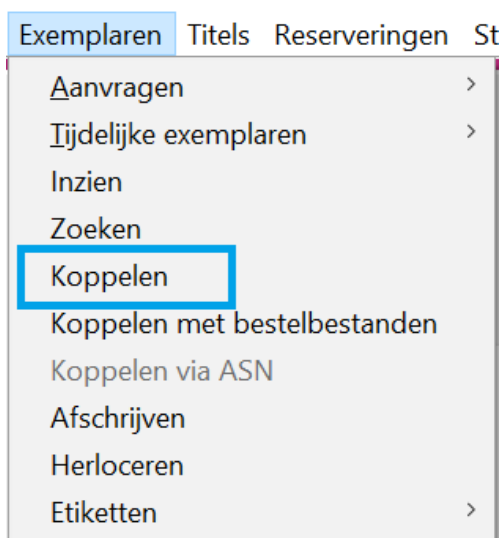 Exemplaren Titels Reserveringen St
Aanvragen
Tijdelijke exemplaren
Inzien
Zoeken
Koppelen
Koppelen met bestelbestanden
Koppelen via ASN
Afschrijven
Herloceren
Etiketten